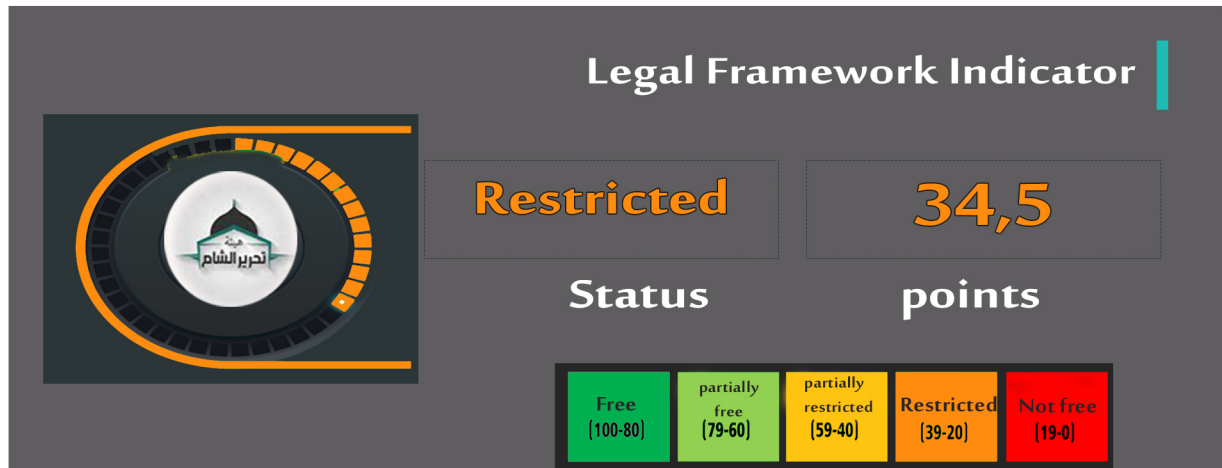 Legal Framework Indicator
هيئة
تحرير الشام
Restricted
34,5
Status
points
Free
(100-80)
partially
free
(79-60)
partially
restricted
(59-40)
Restricted
(39-20)
Not free
(19-0)